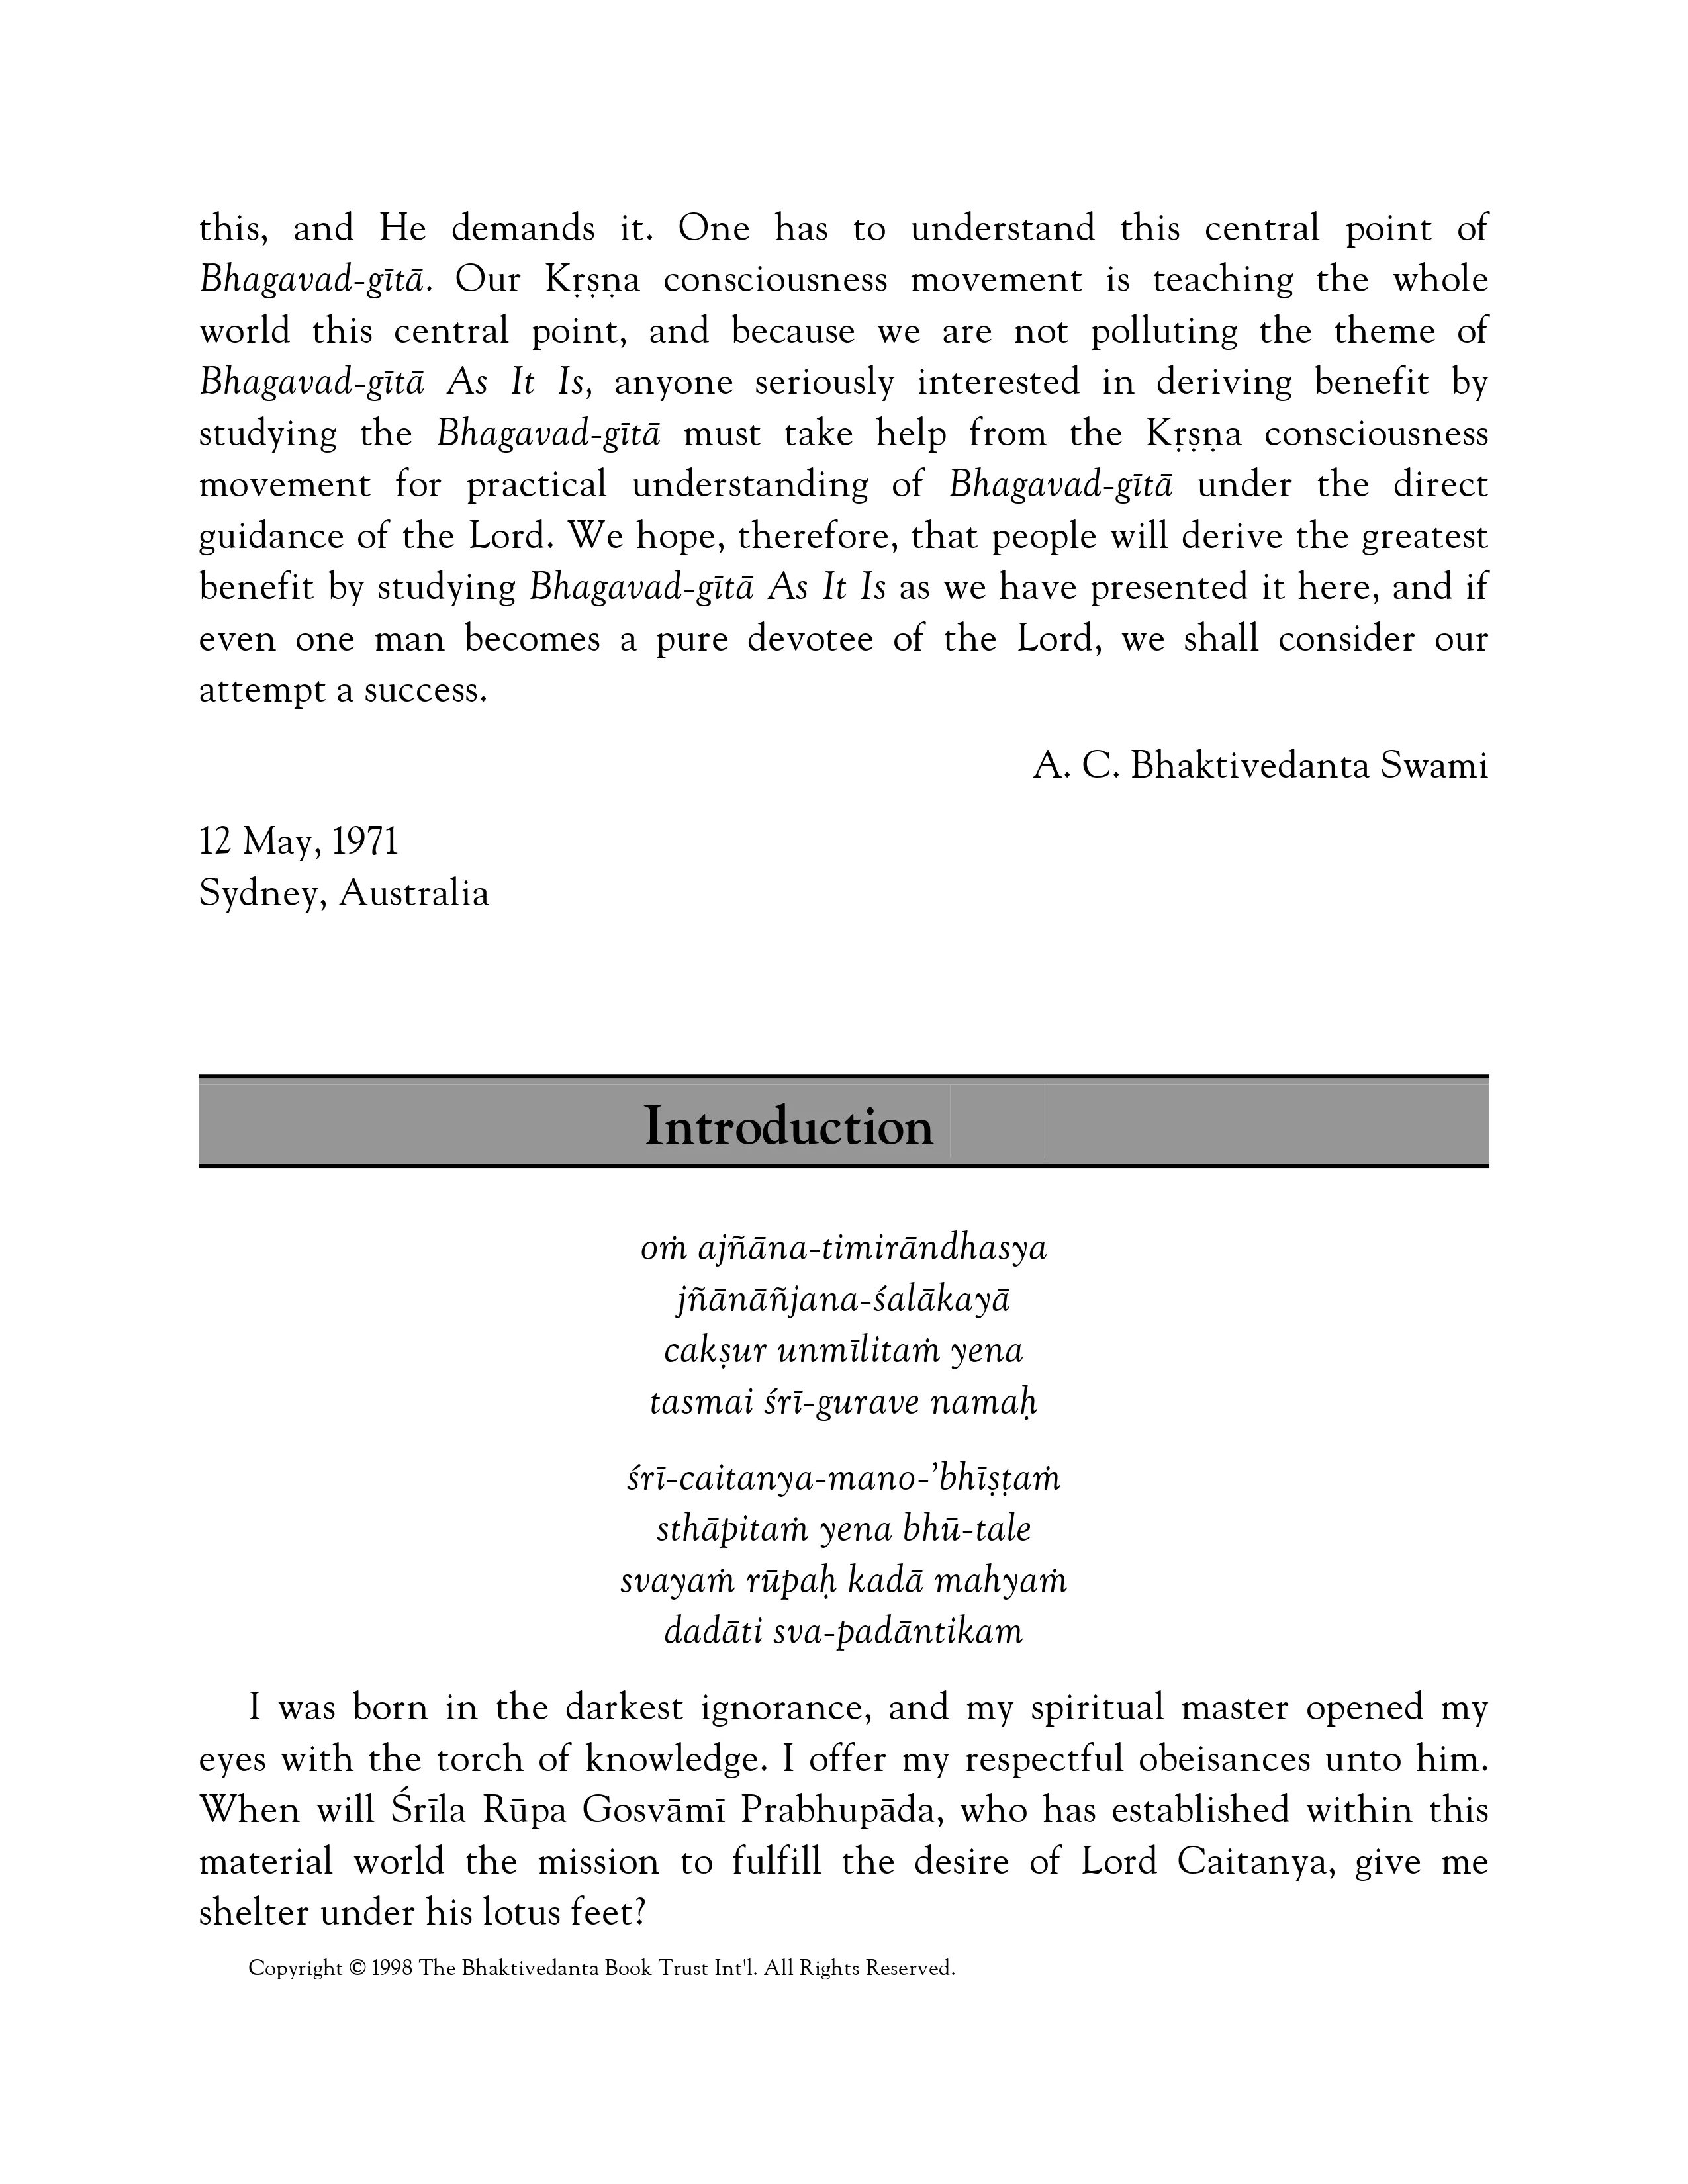 this, and He demands it. One has to understand this central point of
Bhagavad-gītā. Our Kṛṣṇa consciousness movement is teaching the whole
world this central point, and because we are not polluting the theme of
Bhagavad-gītā As It Is, anyone seriously interested in deriving benefit by
studying the Bhagavad-gītā must take help from the Kṛṣṇa consciousness
movement for practical understanding of Bhagavad-gītā under the direct
guidance of the Lord. We hope, therefore, that people will derive the greatest
benefit by studying Bhagavad-gītā As It Is as we have presented it here, and if
even one man becomes a pure devotee of the Lord, we shall consider our
attempt a success.
A. C. Bhaktivedanta Swami
12 May, 1971
Sydney, Australia
Introduction
oṁ ajñāna-timirāndhasya
jñānāñjana-śalākayā
cakṣur unmīlitaṁ yena
tasmai śrī-gurave namaḥ
śrī-caitanya-mano-’bhīṣṭaṁ
sthāpitaṁ yena bhū-tale
svayaṁ rūpaḥ kadā mahyaṁ
dadāti sva-padāntikam
I was born in the darkest ignorance, and my spiritual master opened my
eyes with the torch of knowledge. I offer my respectful obeisances unto him.
When will Śrīla Rūpa Gosvāmī Prabhupāda, who has established within this
material world the mission to fulfill the desire of Lord Caitanya, give me
shelter under his lotus feet?
Copyright © 1998 The Bhaktivedanta Book Trust Int'l. All Rights Reserved.